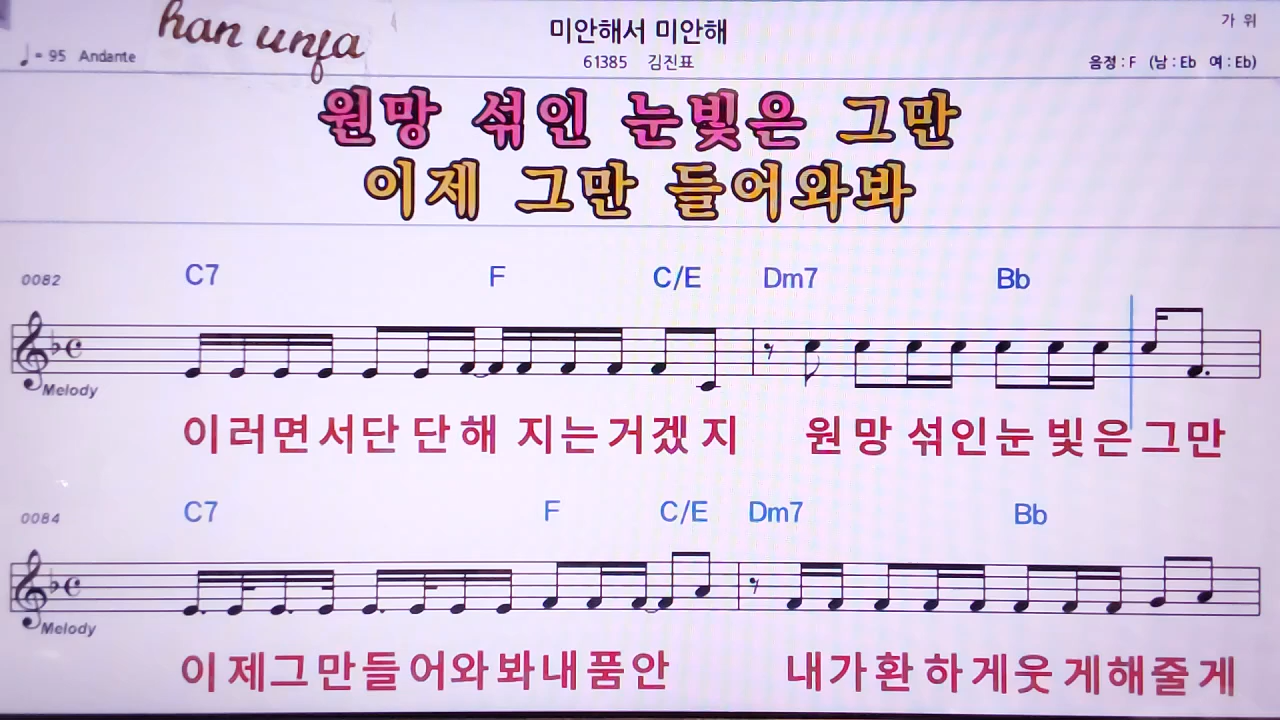 han unja
미안해서 미안해
가 위
♩= 95 Andante
61385 김진표
음정 : F (남 : Eb 여 : Eb)
원망 섞인 눈빛은 그만
이제 그만 들어와봐
0082 C7 F C/E Dm7 Bb
Melody
이러면서단 단해 지는거겠지 원망 섞인눈 빛은그만
0084 C7 F C/E Dm7 Bb
Melody
이제그만들어와봐내품안 내가환하게웃게해줄게